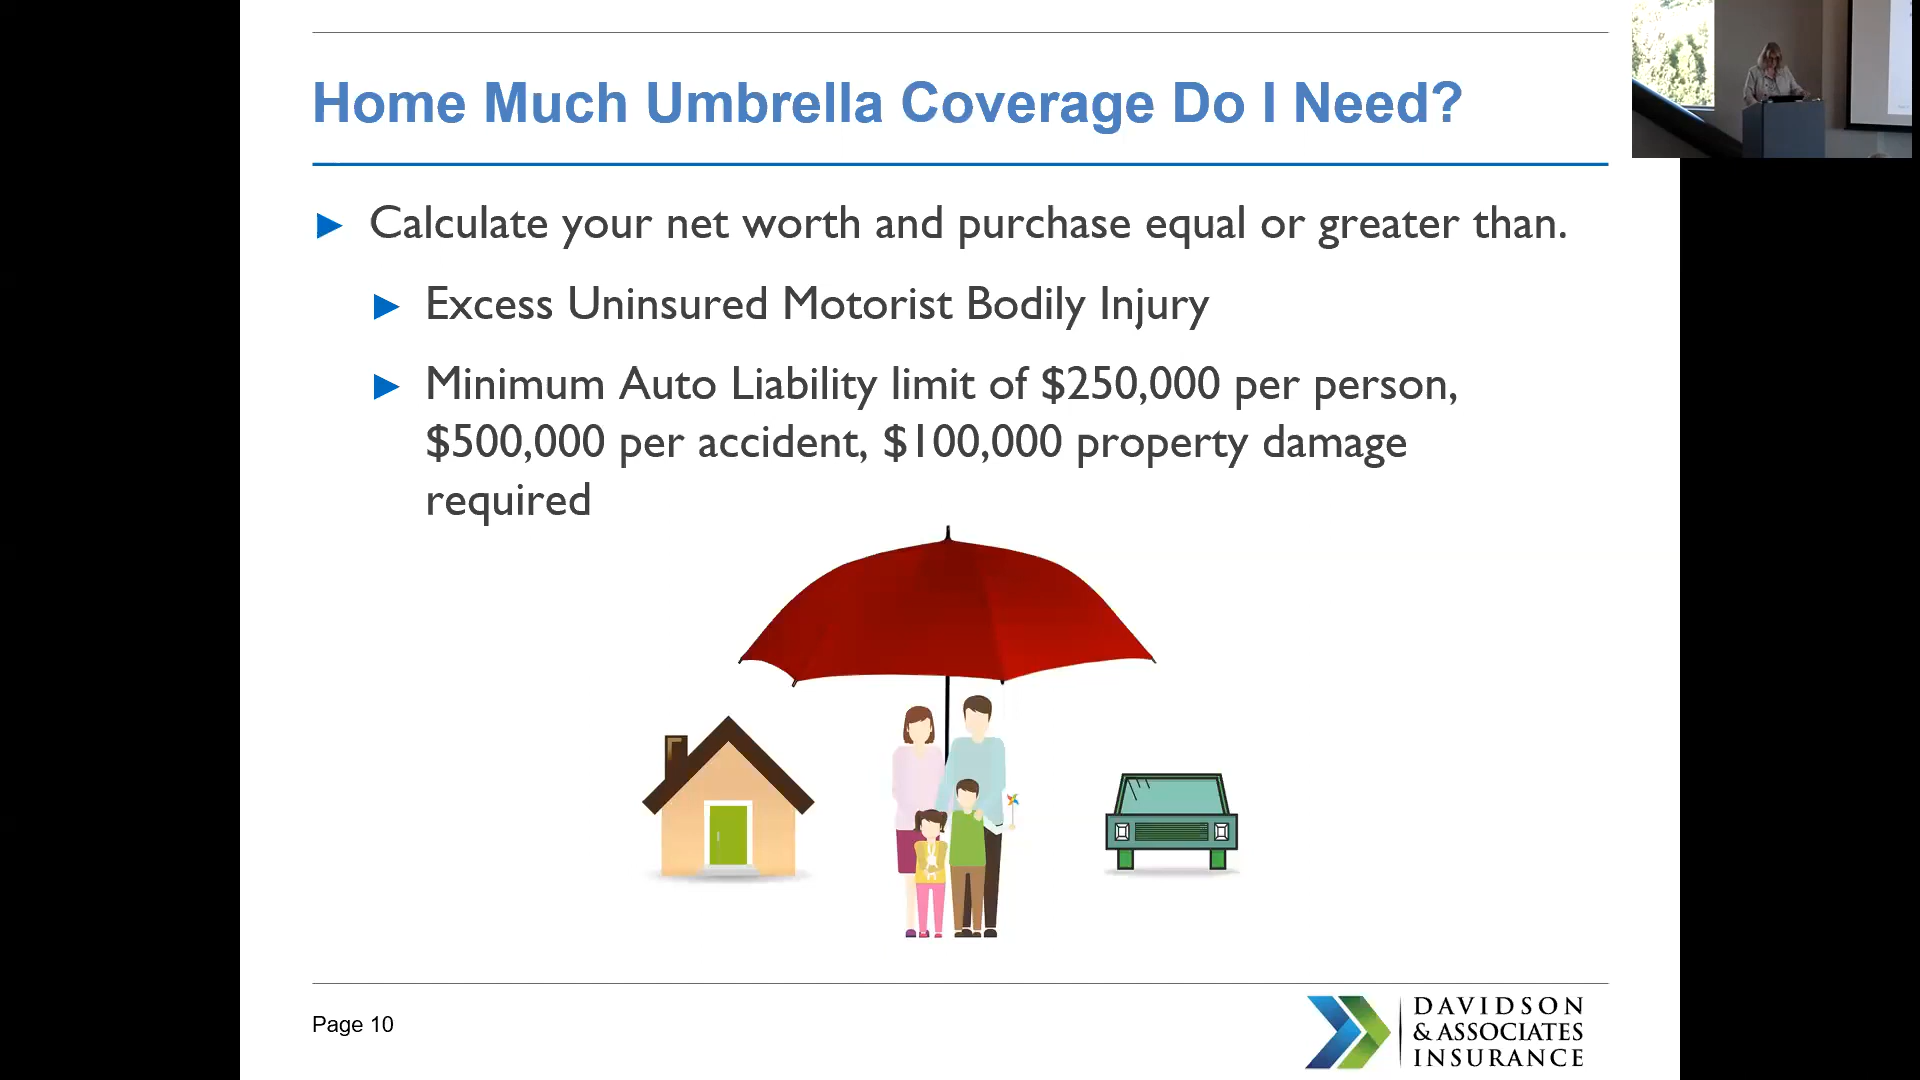 Home Much Umbrella Coverage Do I Need?
Calculate your net worth and purchase equal or greater than.
Excess Uninsured Motorist Bodily Injury
Minimum Auto Liability limit of $250,000 per person,
$500,000 per accident, $100,000 property damage
required
Page 10
DAVIDSON
& ASSOCIATES
INSURANCE